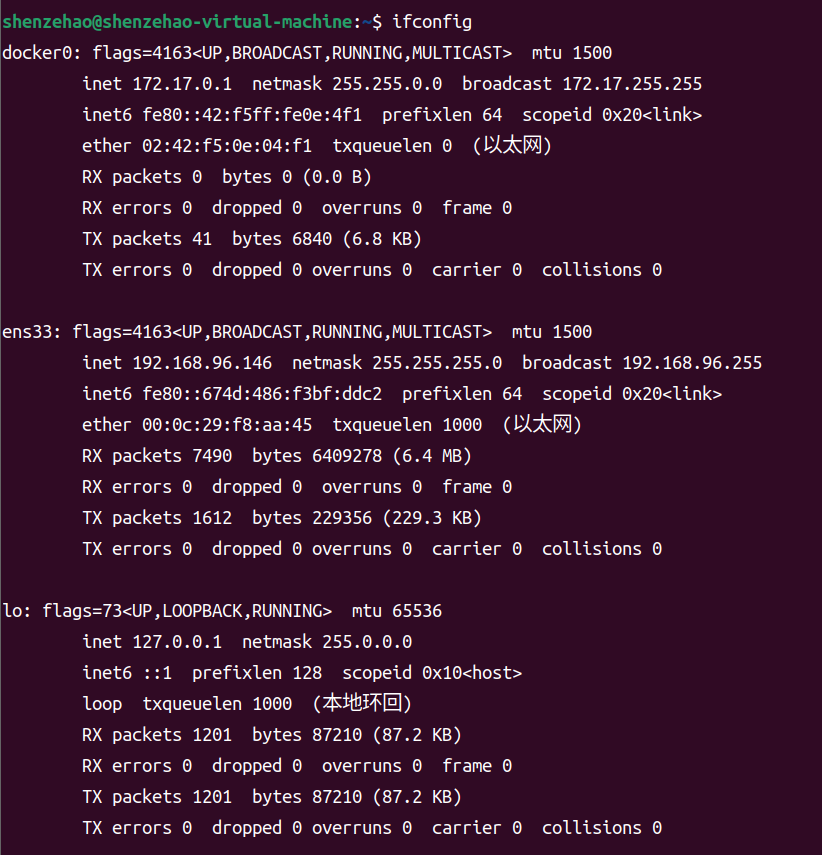 shenzehao@shenzehao-virtual-machine:~$ ifconfig
docker0: flags=4163<UP,BROADCAST,RUNNING,MULTICAST>  mtu 1500
        inet 172.17.0.1  netmask 255.255.0.0  broadcast 172.17.255.255
        inet6 fe80::42:f5ff:fe0e:4f1  prefixlen 64  scopeid 0x20<link>
        ether 02:42:f5:0e:04:f1  txqueuelen 0  (以太网)
        RX packets 0  bytes 0 (0.0 B)
        RX errors 0  dropped 0  overruns 0  frame 0
        TX packets 41  bytes 6840 (6.8 KB)
        TX errors 0  dropped 0 overruns 0  carrier 0  collisions 0

ens33: flags=4163<UP,BROADCAST,RUNNING,MULTICAST>  mtu 1500
        inet 192.168.96.146  netmask 255.255.255.0  broadcast 192.168.96.255
        inet6 fe80::674d:486:f3bf:ddc2  prefixlen 64  scopeid 0x20<link>
        ether 00:0c:29:f8:aa:45  txqueuelen 1000  (以太网)
        RX packets 7490  bytes 6409278 (6.4 MB)
        RX errors 0  dropped 0  overruns 0  frame 0
        TX packets 1612  bytes 229356 (229.3 KB)
        TX errors 0  dropped 0 overruns 0  carrier 0  collisions 0

lo: flags=73<UP,LOOPBACK,RUNNING>  mtu 65536
        inet 127.0.0.1  netmask 255.0.0.0
        inet6 ::1  prefixlen 128  scopeid 0x10<host>
        loop  txqueuelen 1000  (本地环回)
        RX packets 1201  bytes 87210 (87.2 KB)
        RX errors 0  dropped 0  overruns 0  frame 0
        TX packets 1201  bytes 87210 (87.2 KB)
        TX errors 0  dropped 0 overruns 0  carrier 0  collisions 0